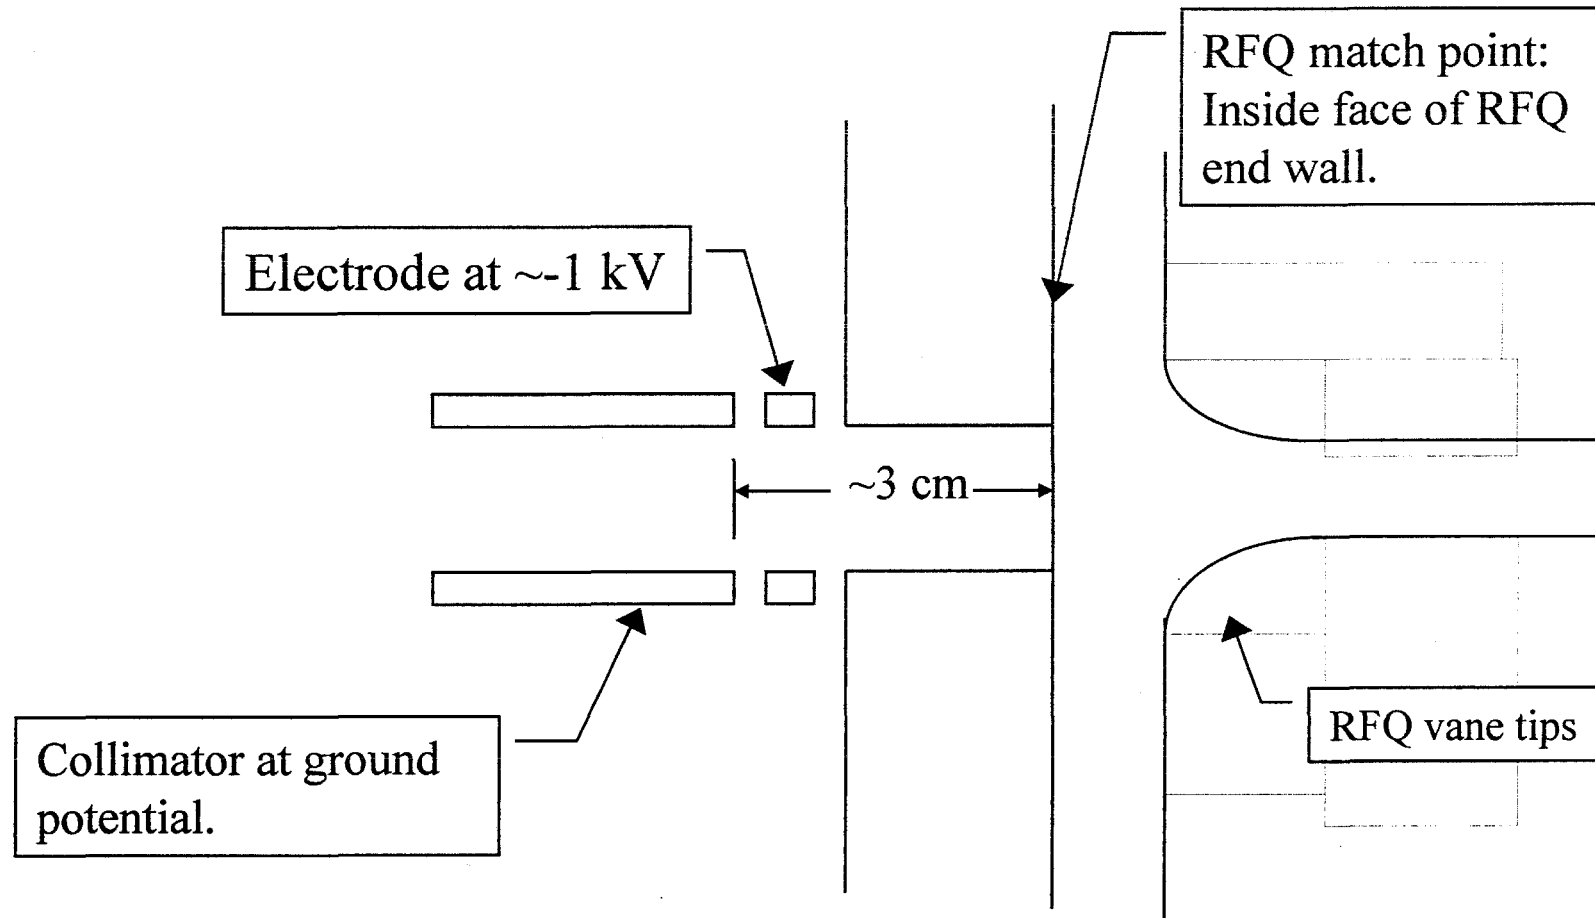 RFQ match point:
Inside face of RFQ
end wall.
Electrode at ~-1 kV
~3 cm
RFQ vane tips
Collimator at ground
potential.